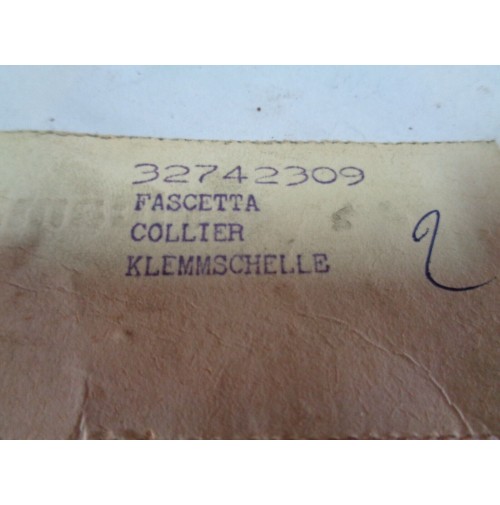 32742309
FASCETTA
COLLIER
KLEMMSCHELLE
2